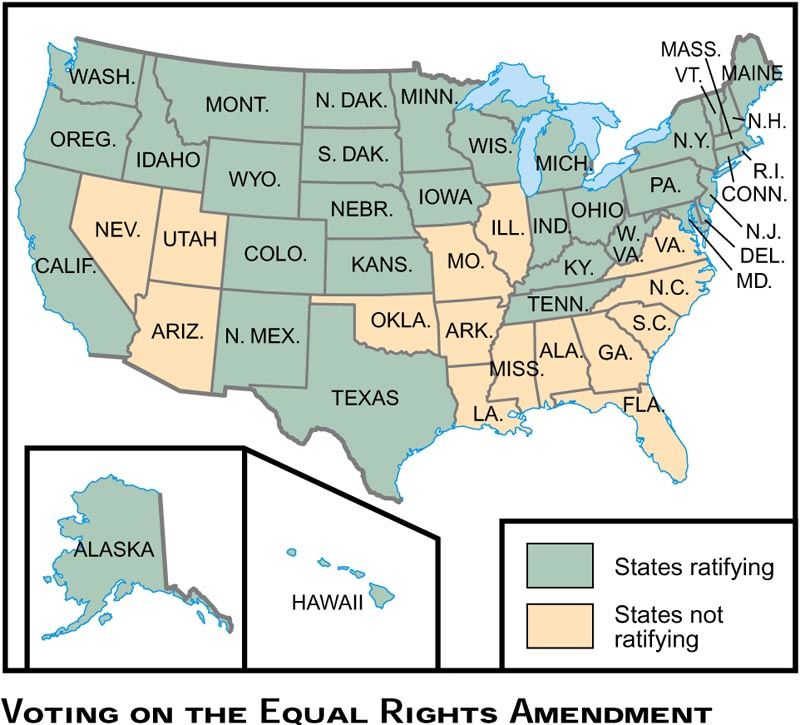 MASS.
VT.
MAINE
WASH.
MONT.
N. DAK.
MINN.
N.H.
OREG.
IDAHO
S. DAK.
WIS.
MICH.
N.Y.
R.I.
WYO.
CONN.
PA.
IOWA
NEBR.
OHIO
NEV.
UTAH
ILL.
IND.
W.
VA.
VA.
N.J.
DEL.
MD.
CALIF.
COLO.
KANS.
MO.
KY.
N.C.
TENN.
ARIZ.
N. MEX.
OKLA.
ARK.
S.C.
MISS.
ALA.
GA.
TEXAS
LA.
FLA.
ALASKA
HAWAII
States ratifying
States not
ratifying
VOTING ON THE EQUAL RIGHTS AMENDMENT